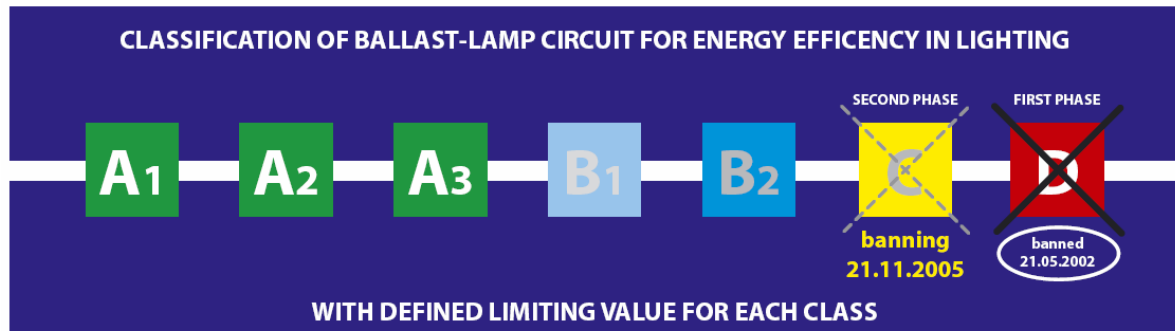 CLASSIFICATION OF BALLAST-LAMP CIRCUIT FOR ENERGY EFFICENCY IN LIGHTING
SECOND PHASE
FIRST PHASE
A1
A2
A3
B1
B2
C
D
banning
21.11.2005
banned
21.05.2002
WITH DEFINED LIMITING VALUE FOR EACH CLASS